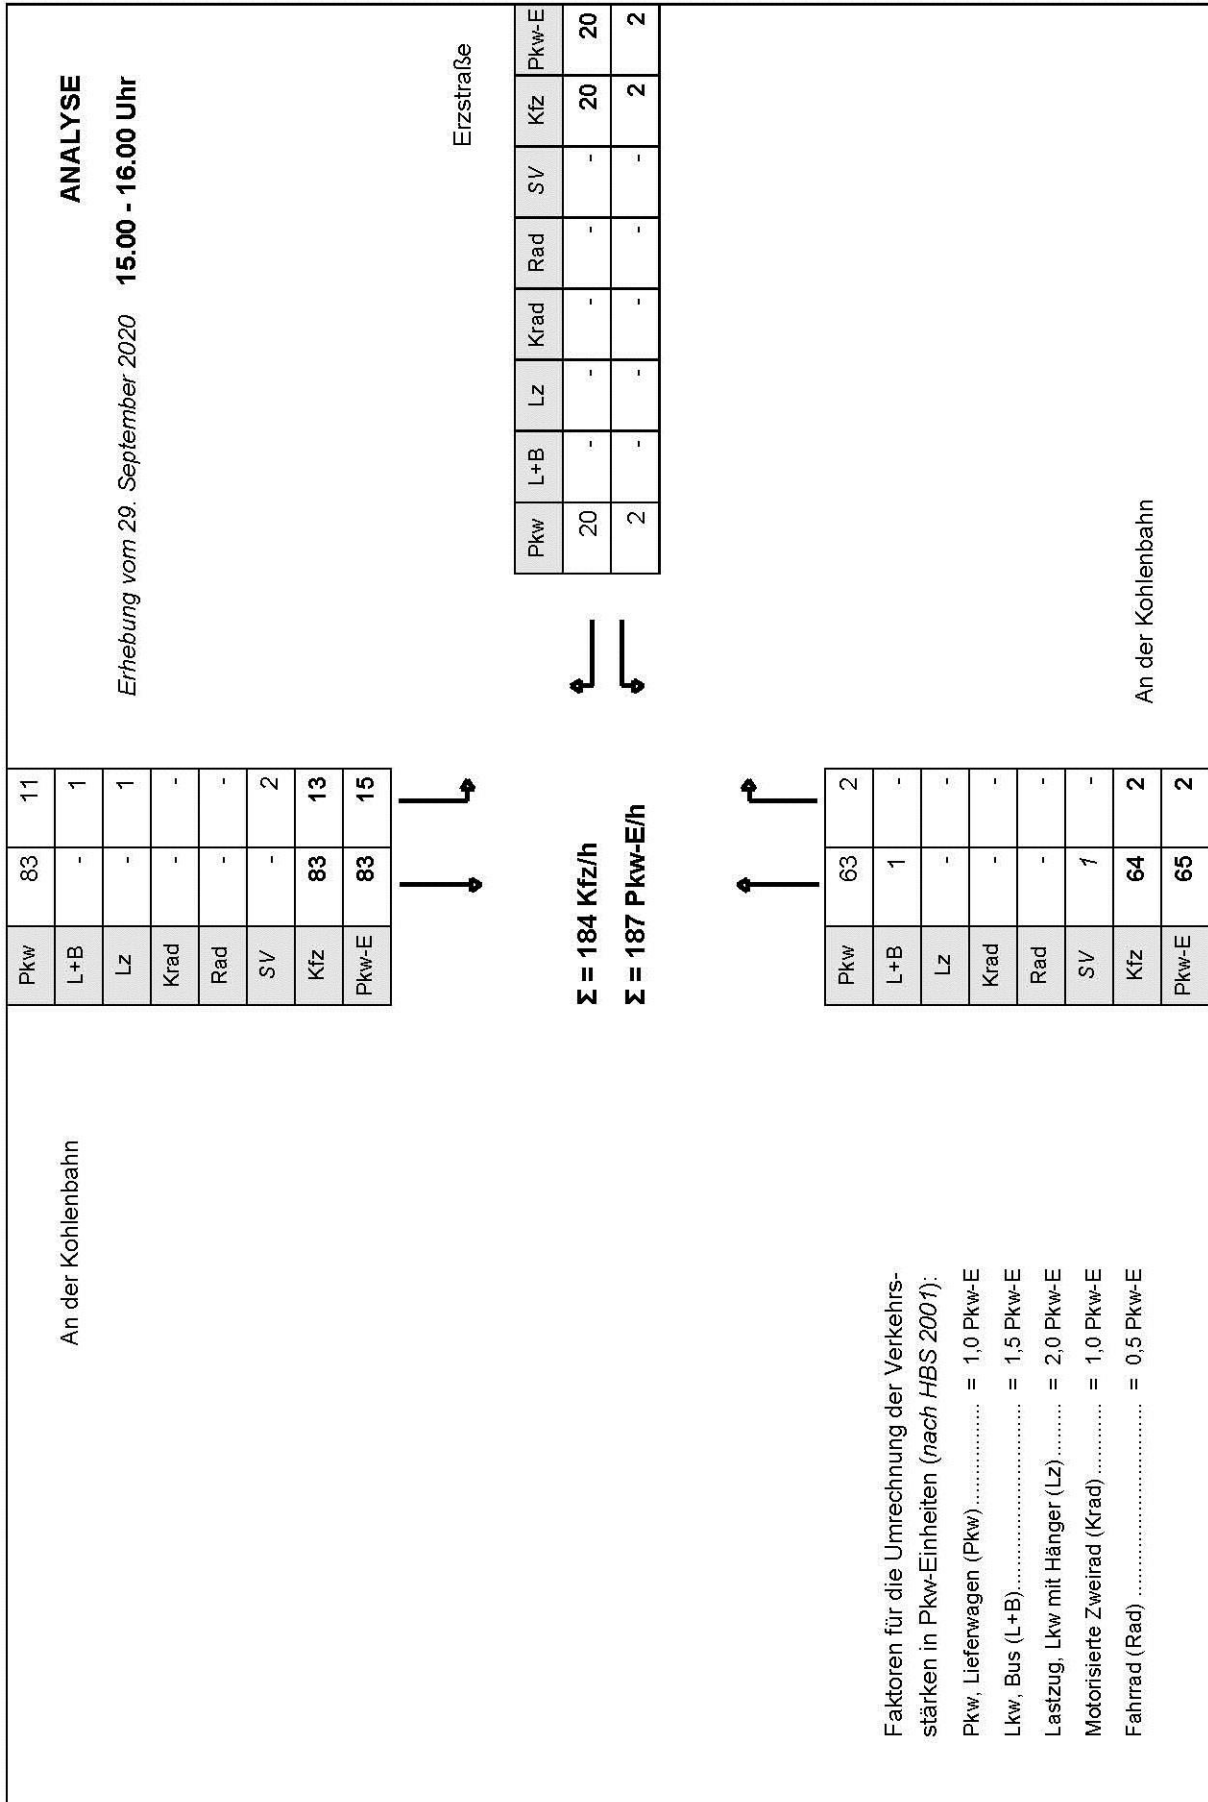 ANALYSE
Erhebung vom 29. September 2020 15.00 - 16.00 Uhr
An der Kohlenbahn
Pkw 83 11
L+B - 1
Lz - 1
Krad - -
Rad - -
SV - 2
Kfz 83 13
Pkw-E 83 15
Erzstraße
Pkw L+B Lz Krad Rad SV Kfz Pkw-E
20 - - - - - 20 20
2 - - - - - 2 2
Σ = 184 Kfz/h
Σ = 187 Pkw-E/h
Pkw 63 2
L+B 1 -
Lz - -
Krad - -
Rad - -
SV 1 -
Kfz 64 2
Pkw-E 65 2
An der Kohlenbahn
Faktoren für die Umrechnung der Verkehrs-
stärken in Pkw-Einheiten (nach HBS 2001):
Pkw, Lieferwagen (Pkw)................ = 1,0 Pkw-E
Lkw, Bus (L+B)............................... = 1,5 Pkw-E
Lastzug, Lkw mit Hänger (Lz)......... = 2,0 Pkw-E
Motorisierte Zweirad (Krad)............ = 1,0 Pkw-E
Fahrrad (Rad) ................................ = 0,5 Pkw-E